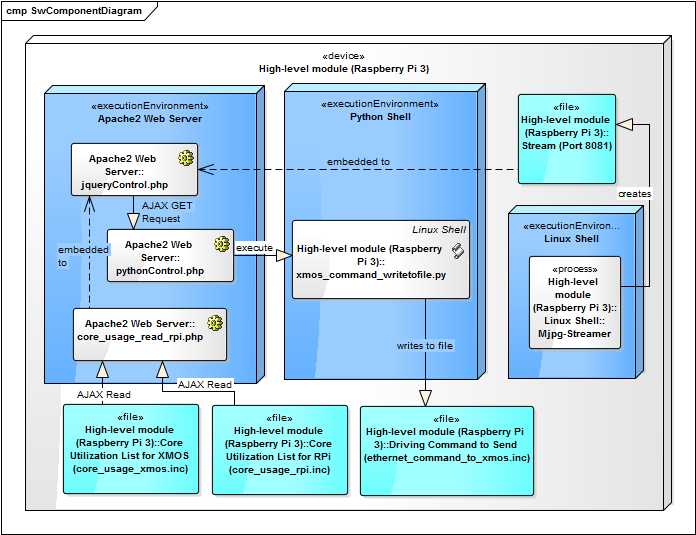 cmp SwComponentDiagram
«device»
High-level module (Raspberry Pi 3)
«executionEnvironment»
Apache2 Web Server
Apache2 Web
Server::
jqueryControl.php
AJAX GET
Request
Apache2 Web
Server::
pythonControl.php
embedded
to
Apache2 Web Server::
core_usage_read_rpi.php
execute
«executionEnvironment»
Python Shell
Linux Shell
High-level module (Raspberry
Pi 3)::
xmos_command_writetofile.py
embedded to
«file»
High-level module
(Raspberry Pi 3)::
Stream (Port 8081)
creates
«executionEnviron...
Linux Shell
«process»
High-level
module
(Raspberry Pi 3)::
Linux Shell::
Mjpg-Streamer
writes to file
AJAX Read
AJAX Read
«file»
High-level module
(Raspberry Pi 3)::Core
Utilization List for XMOS
(core_usage_xmos.inc)
«file»
High-level module
(Raspberry Pi 3)::Core
Utilization List for RPi
(core_usage_rpi.inc)
«file»
High-level module (Raspberry Pi
3)::Driving Command to Send
(ethernet_command_to_xmos.inc)